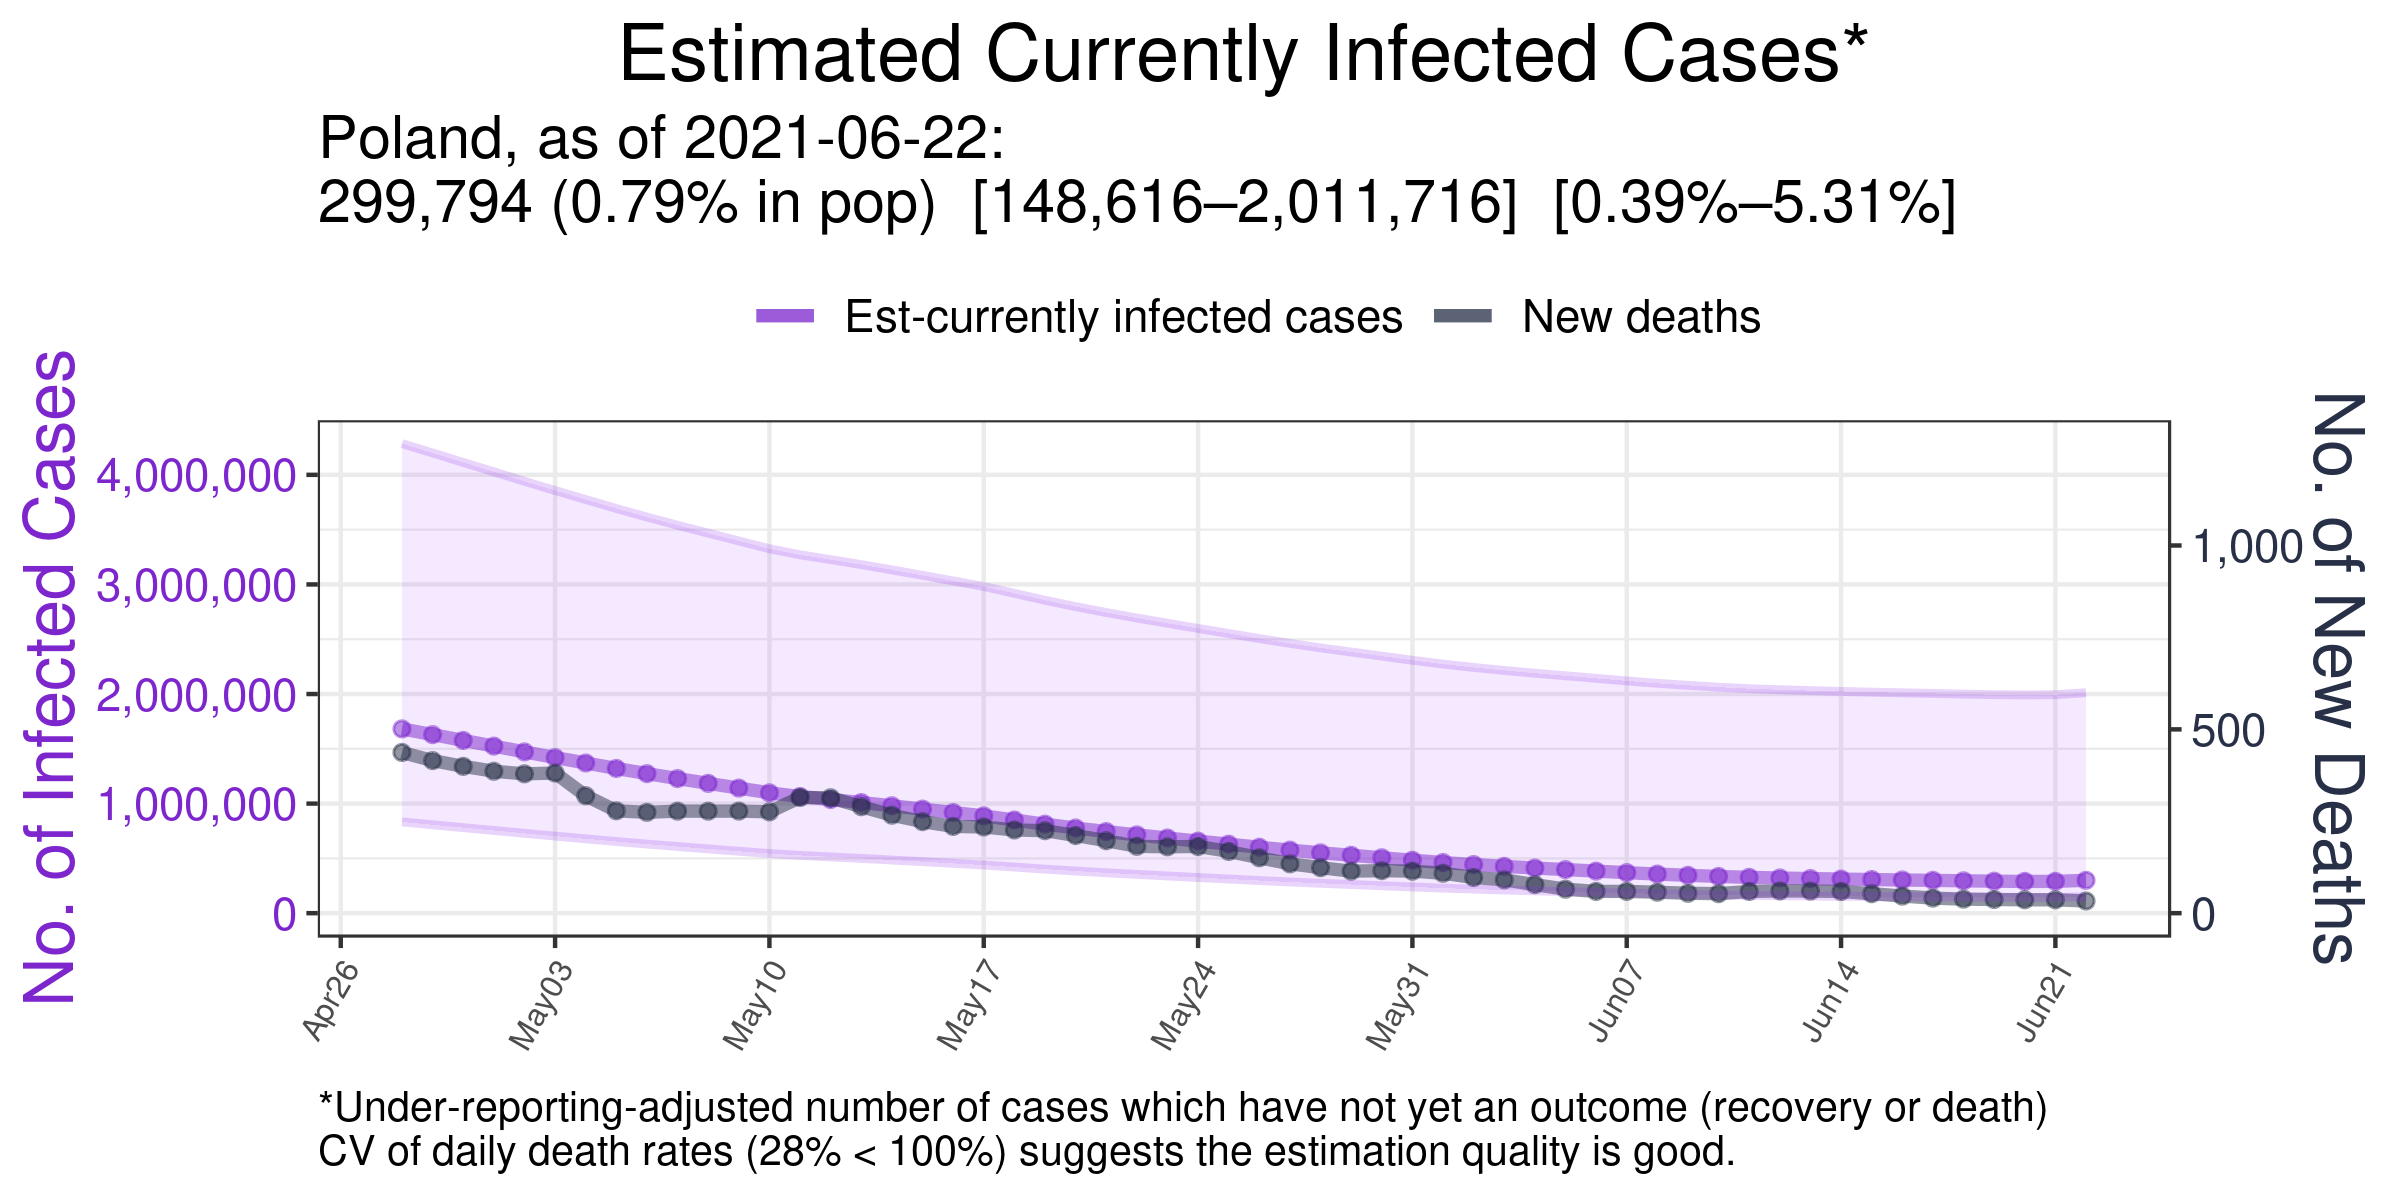 Estimated Currently Infected Cases*
Poland, as of 2021-06-22:
299,794 (0.79% in pop)  [148,616–2,011,716]  [0.39%–5.31%]
Est-currently infected cases
New deaths
No. of Infected Cases
4,000,000
3,000,000
2,000,000
1,000,000
0
No. of New Deaths
1,000
500
0
Apr26
May03
May10
May17
May24
May31
Jun07
Jun14
Jun21
*Under-reporting-adjusted number of cases which have not yet an outcome (recovery or death)
CV of daily death rates (28% < 100%) suggests the estimation quality is good.